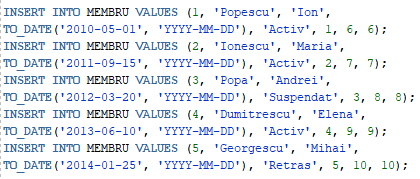 INSERT INTO MEMBRU VALUES (1, 'Popescu', 'Ion',
TO_DATE('2010-05-01', 'YYYY-MM-DD'), 'Activ', 1, 6, 6);
INSERT INTO MEMBRU VALUES (2, 'Ionescu', 'Maria',
TO_DATE('2011-09-15', 'YYYY-MM-DD'), 'Activ', 2, 7, 7);
INSERT INTO MEMBRU VALUES (3, 'Popa', 'Andrei',
TO_DATE('2012-03-20', 'YYYY-MM-DD'), 'Suspendat', 3, 8, 8);
INSERT INTO MEMBRU VALUES (4, 'Dumitrescu', 'Elena',
TO_DATE('2013-06-10', 'YYYY-MM-DD'), 'Activ', 4, 9, 9);
INSERT INTO MEMBRU VALUES (5, 'Georgescu', 'Mihai',
TO_DATE('2014-01-25', 'YYYY-MM-DD'), 'Retras', 5, 10, 10);